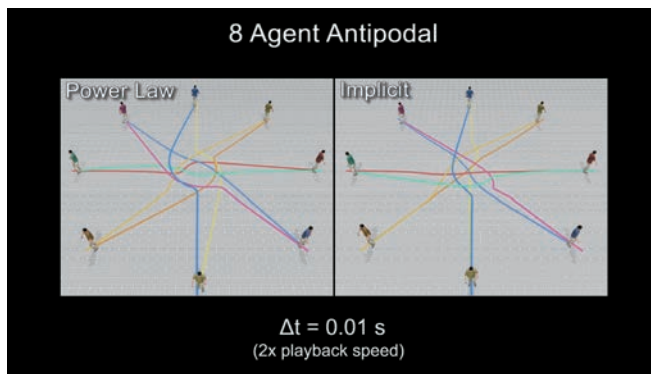 8 Agent Antipodal
Power Law
Implicit
Δt = 0.01 s
(2x playback speed)